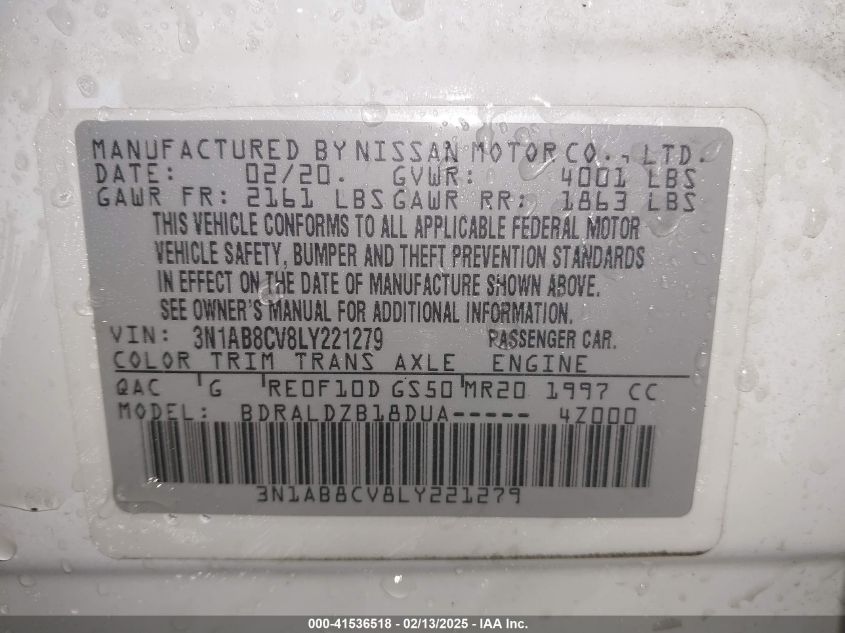 MANUFACTURED BY NISSAN MOTOR CO., LTD.
DATE: 02/20. GVWR: 4001 LBS
GAWR FR: 2161 LBS GAWR RR: 1863 LBS
THIS VEHICLE CONFORMS TO ALL APPLICABLE FEDERAL MOTOR
VEHICLE SAFETY, BUMPER AND THEFT PREVENTION STANDARDS
IN EFFECT ON THE DATE OF MANUFACTURE SHOWN ABOVE.
SEE OWNER'S MANUAL FOR ADDITIONAL INFORMATION.
VIN: 3N1AB8CV8LY221279 PASSENGER CAR.
COLOR TRIM TRANS AXLE ENGINE
QAC G RE0F10D GS50 MR20 1997 CC
MODEL: BDRALDZB18DUA----- 4Z000
3N1AB8CV8LY221279
000-41536518 - 02/13/2025 - IAA Inc.